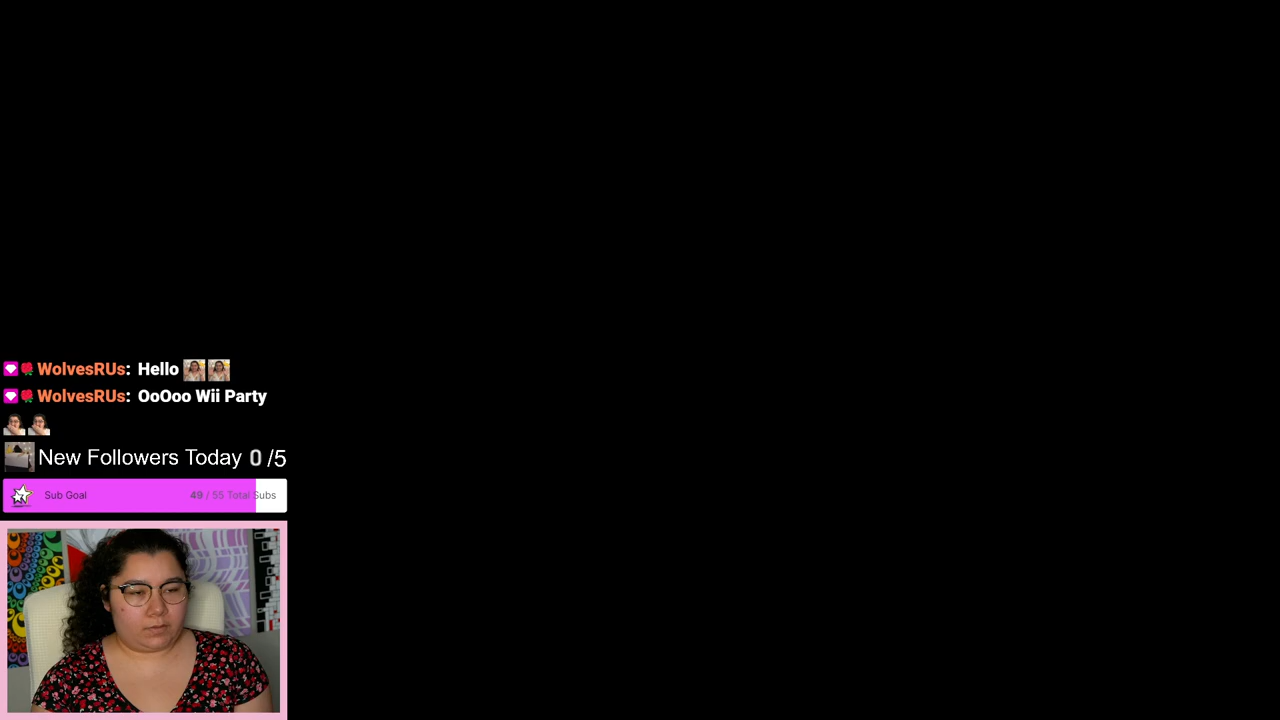 WolvesRUs: Hello
WolvesRUs: OoOoo Wii Party
New Followers Today 0 /5
Sub Goal 49 / 55 Total Subs